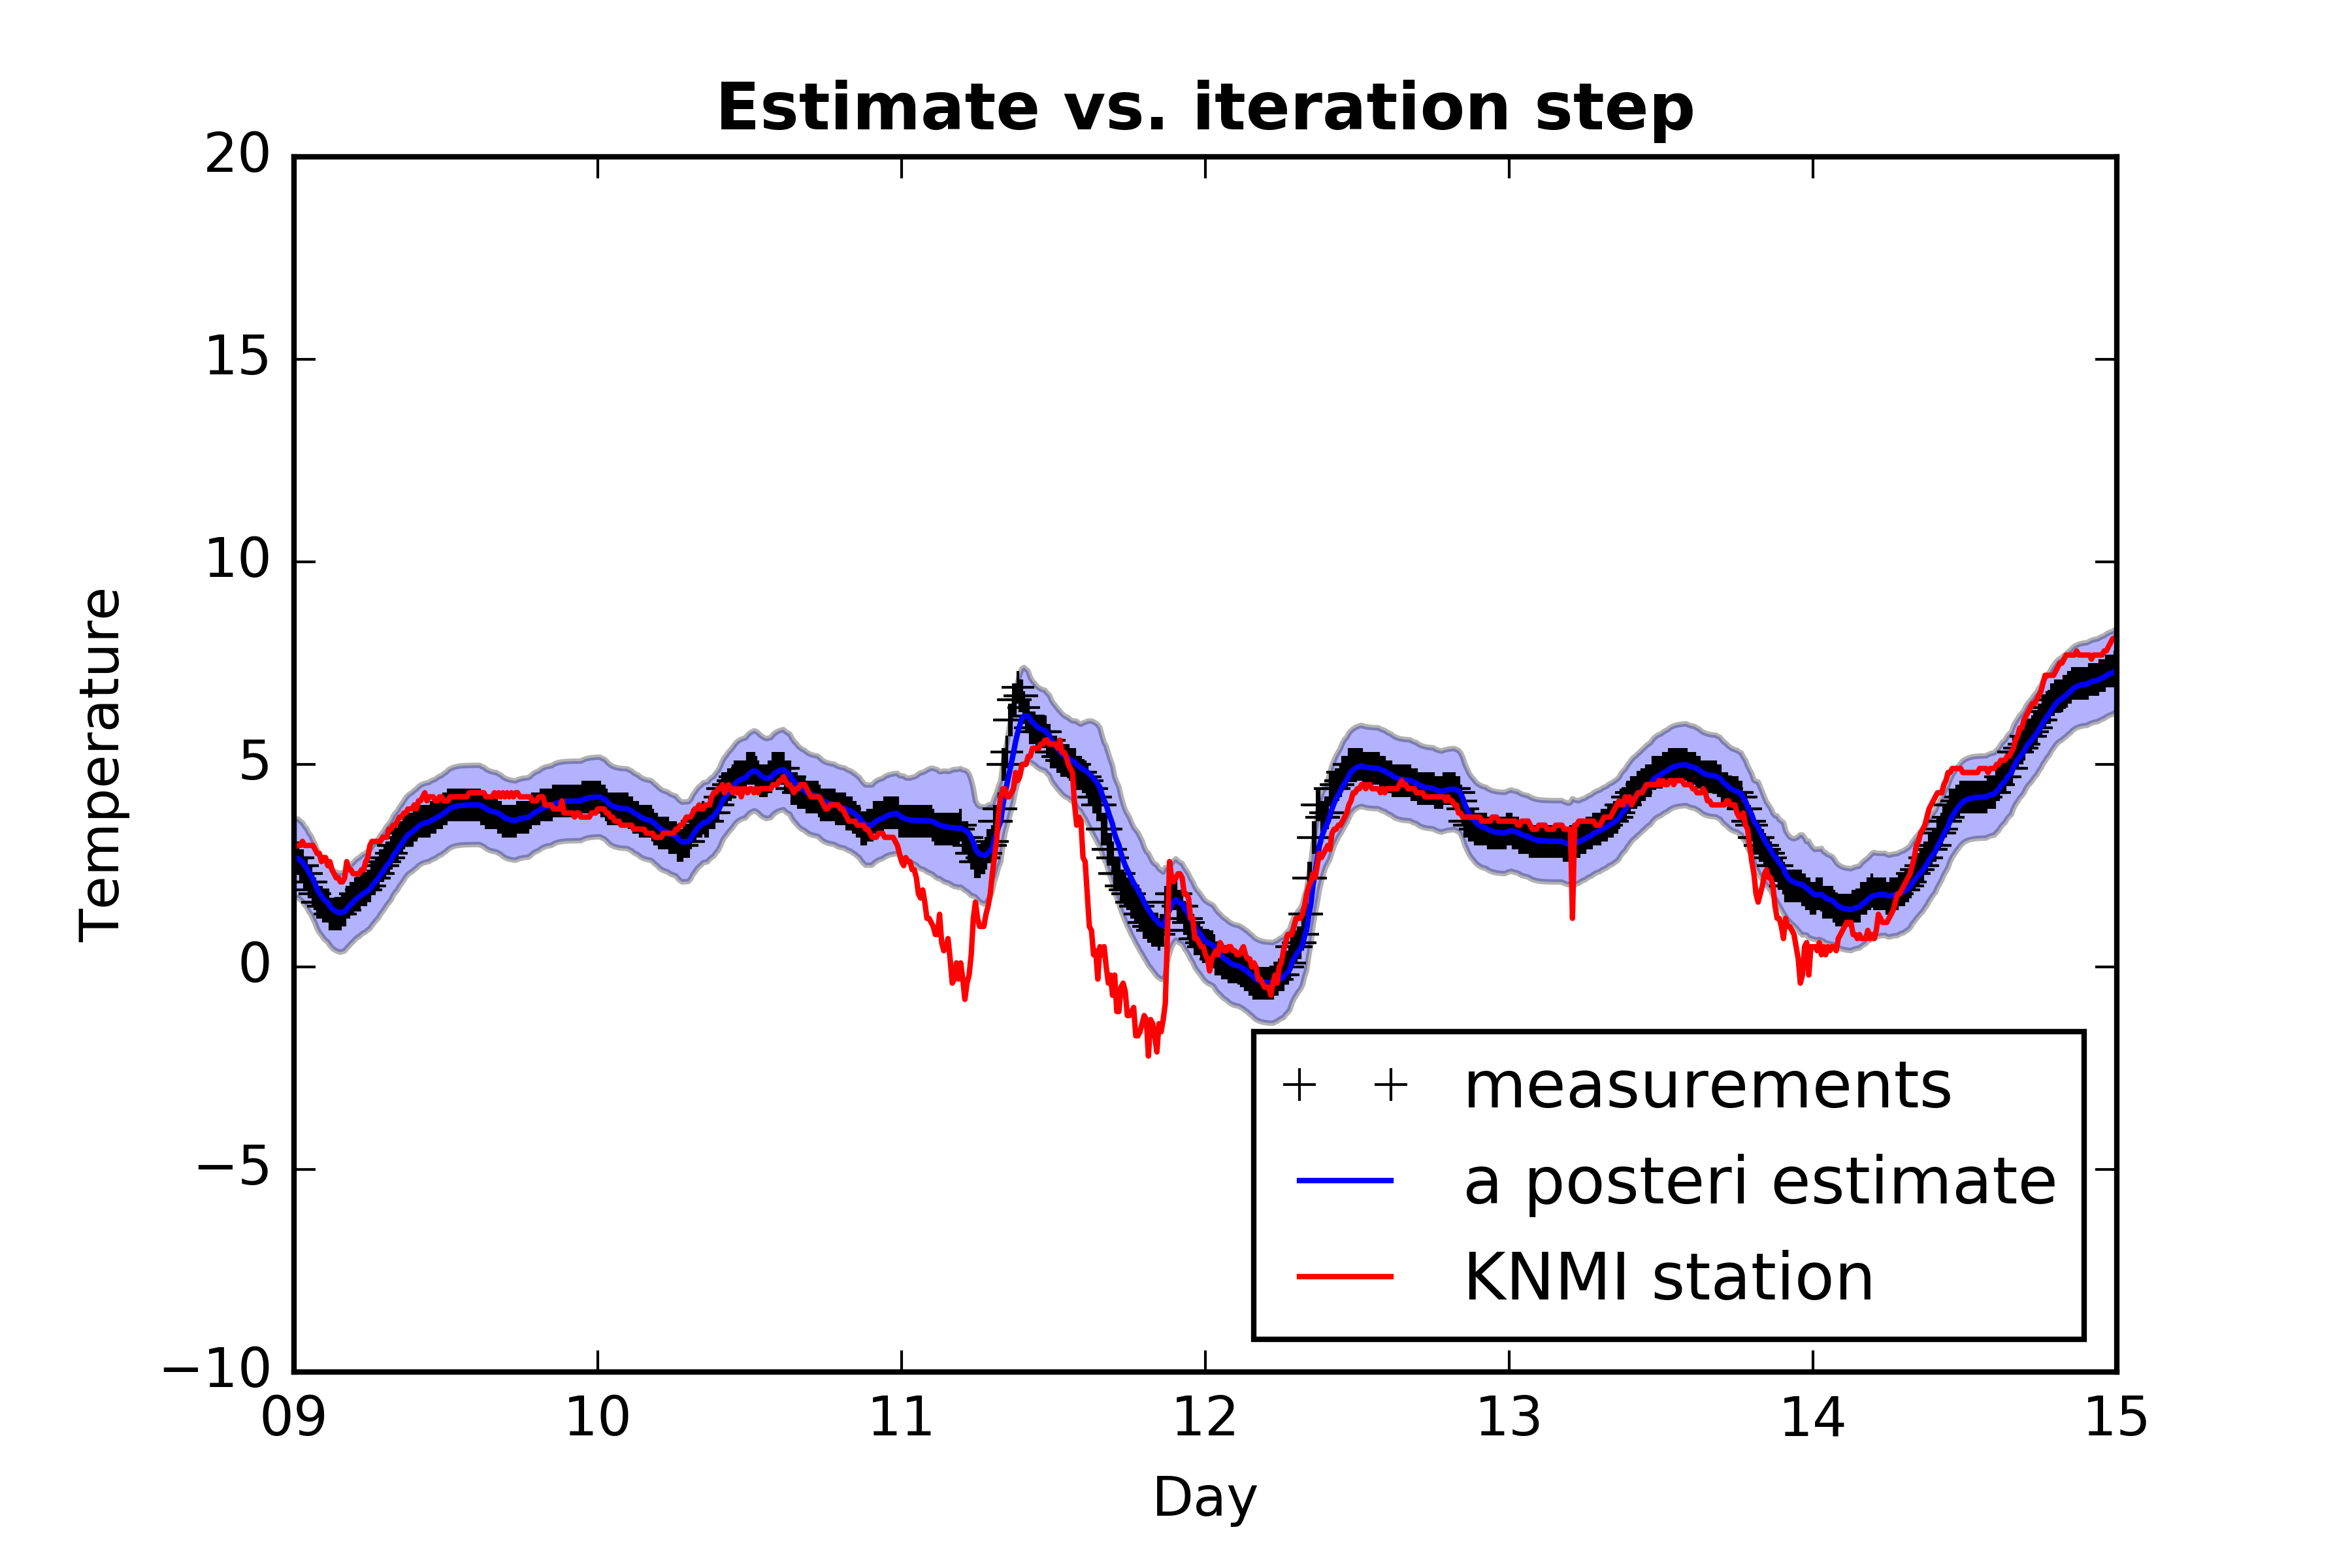 Estimate vs. iteration step
20
15
10
5
0
−5
−10
Temperature
measurements
a posteri estimate
KNMI station
09 10 11 12 13 14 15
Day